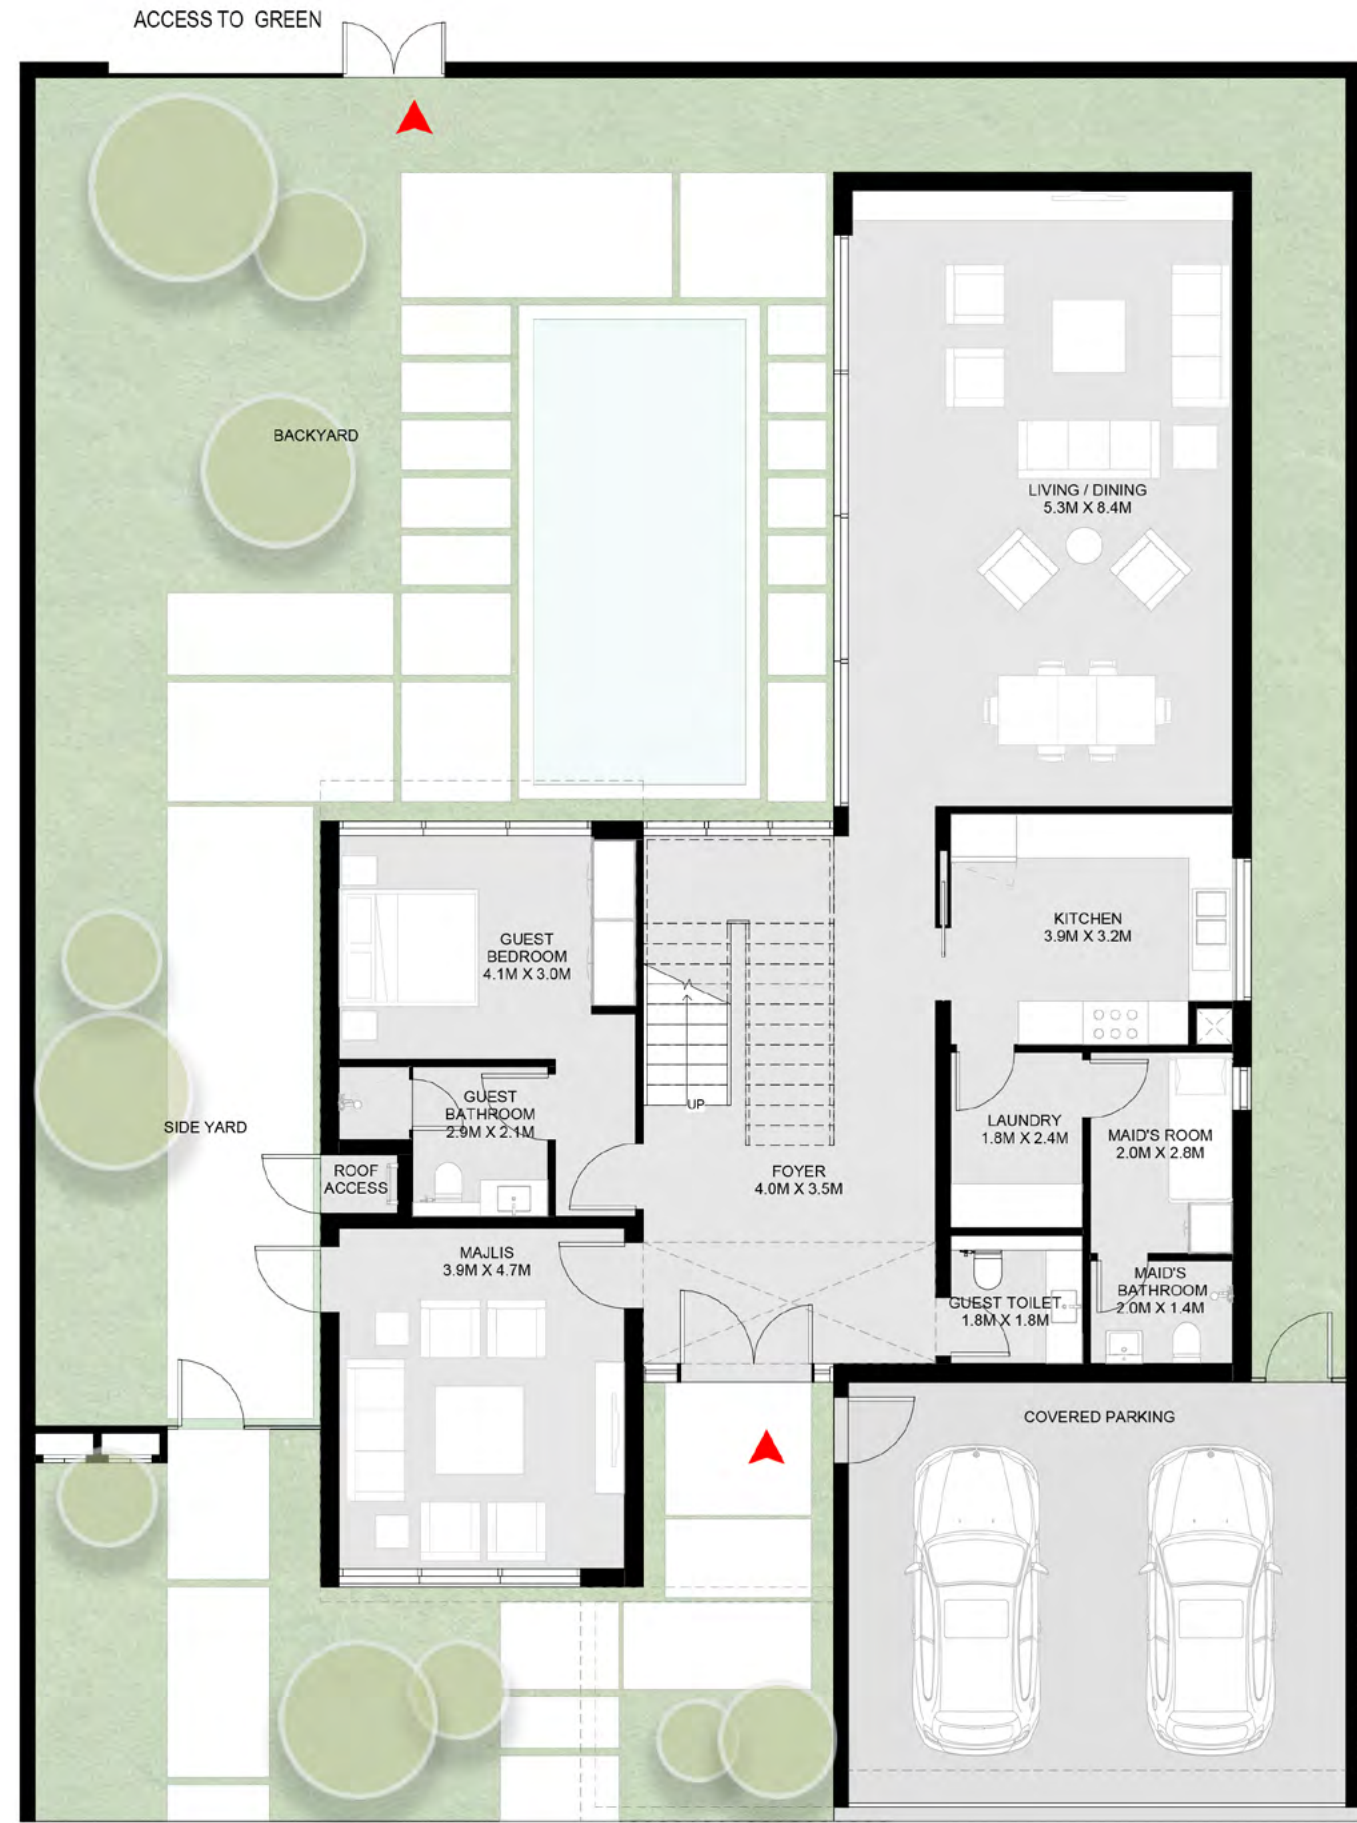 ACCESS TO GREEN
BACKYARD
LIVING / DINING
5.3M X 8.4M
KITCHEN
3.9M X 3.2M
GUEST
BEDROOM
4.1M X 3.0M
UP
GUEST
BATHROOM
2.9M X 2.1M
LAUNDRY
1.8M X 2.4M
MAID'S ROOM
2.0M X 2.8M
SIDE YARD
ROOF
ACCESS
FOYER
4.0M X 3.5M
MAJLIS
3.9M X 4.7M
GUEST TOILET
1.8M X 1.8M
MAID'S
BATHROOM
2.0M X 1.4M
COVERED PARKING